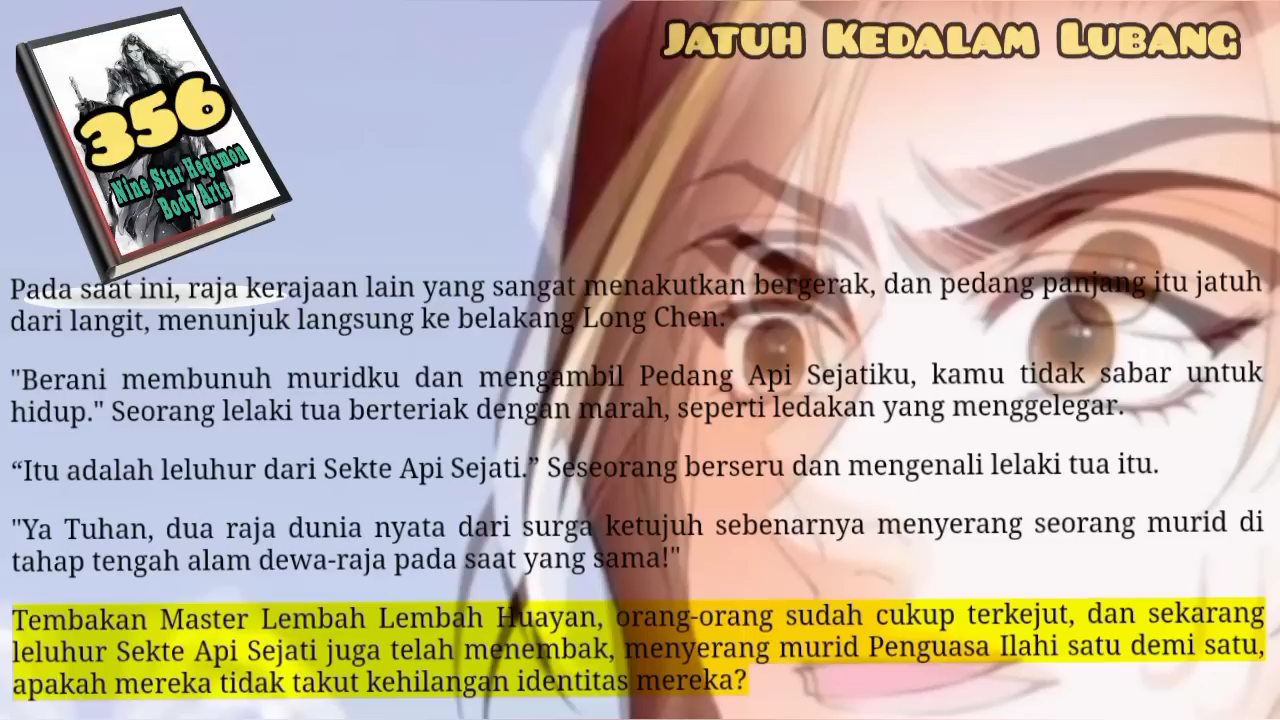 JATUH KEDALAM LUBANG
356
Nine Star Hegemon
Body Arts
Pada saat ini, raja kerajaan lain yang sangat menakutkan bergerak, dan pedang panjang itu jatuh
dari langit, menunjuk langsung ke belakang Long Chen.
"Berani membunuh muridku dan mengambil Pedang Api Sejatiku, kamu tidak sabar untuk
hidup." Seorang lelaki tua berteriak dengan marah, seperti ledakan yang menggelegar.
“Itu adalah leluhur dari Sekte Api Sejati.” Seseorang berseru dan mengenali lelaki tua itu.
"Ya Tuhan, dua raja dunia nyata dari surga ketujuh sebenarnya menyerang seorang murid di
tahap tengah alam dewa-raja pada saat yang sama!"
Tembakan Master Lembah Lembah Huayan, orang-orang sudah cukup terkejut, dan sekarang
leluhur Sekte Api Sejati juga telah menembak, menyerang murid Penguasa Ilahi satu demi satu,
apakah mereka tidak takut kehilangan identitas mereka?